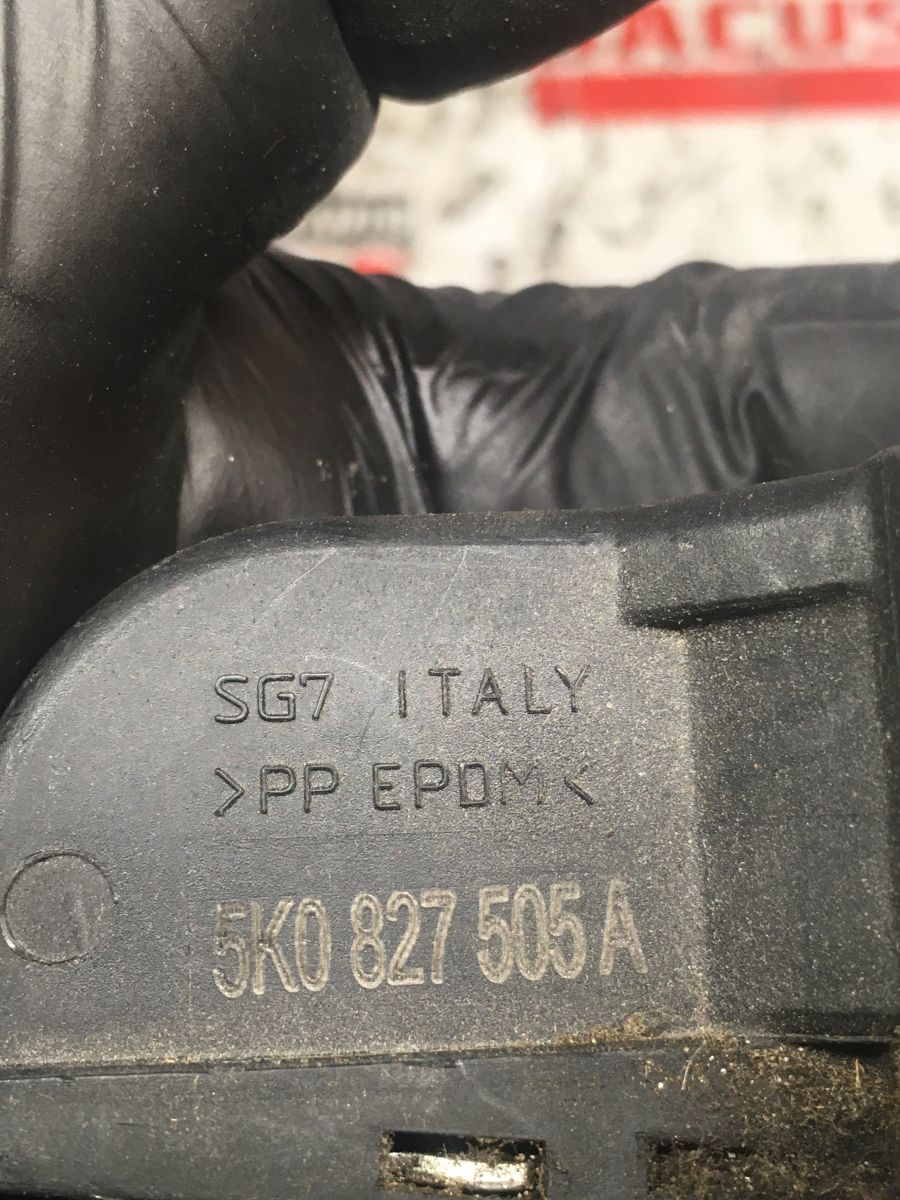 SG7 ITALY
>PP EPDM<
5K0 827 505 A